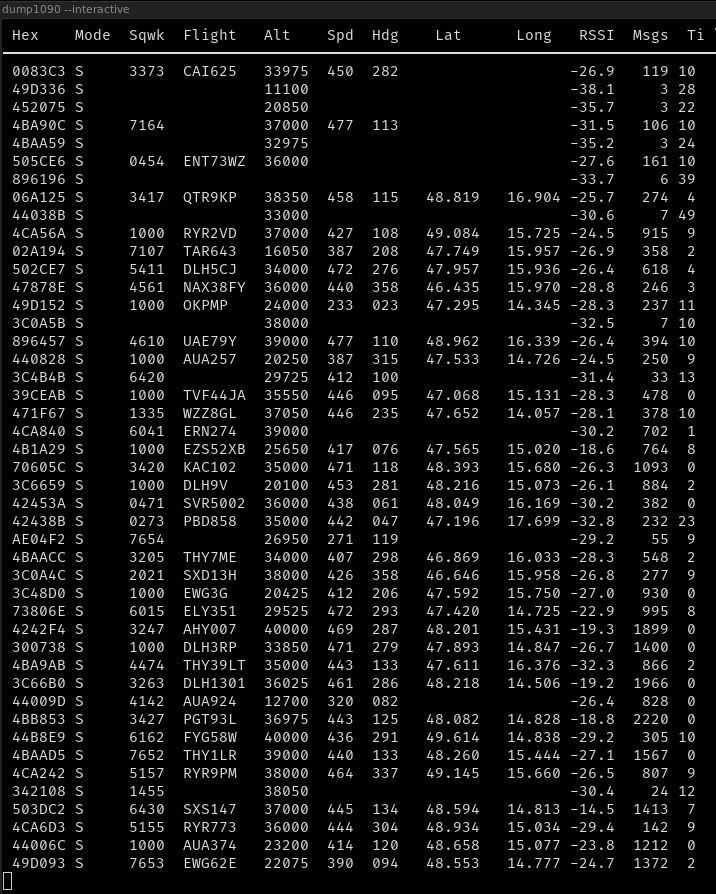 dump1090 --interactive
Hex Mode Sqwk Flight Alt Spd Hdg Lat Long RSSI Msgs Ti
0083C3 S 3373 CAI625 33975 450 282 -26.9 119 10
49D336 S 11100 -38.1 3 28
452075 S 20850 -35.7 3 22
4BA90C S 7164 37000 477 113 -31.5 106 10
4BAA59 S 32975 -35.2 3 24
505CE6 S 0454 ENT73WZ 36000 -27.6 161 10
896196 S -33.7 6 39
06A125 S 3417 QTR9KP 38350 458 115 48.819 16.904 -25.7 274 4
44038B S 33000 -30.6 7 49
4CA56A S 1000 RYR2VD 37000 427 108 49.084 15.725 -24.5 915 9
02A194 S 7107 TAR643 16050 387 208 47.749 15.957 -26.9 358 2
502CE7 S 5411 DLH5CJ 34000 472 276 47.957 15.936 -26.4 618 4
47878E S 4561 NAX38FY 36000 440 358 46.435 15.970 -28.8 246 3
49D152 S 1000 OKPMP 24000 233 023 47.295 14.345 -28.3 237 11
3C0A5B S 38000 -32.5 7 10
896457 S 4610 UAE79Y 39000 477 110 48.962 16.339 -26.4 394 10
440828 S 1000 AUA257 20250 387 315 47.533 14.726 -24.5 250 9
3C4B4B S 6420 29725 412 100 -31.4 33 13
39CEAB S 1000 TVF44JA 35550 446 095 47.068 15.131 -28.3 478 0
471F67 S 1335 WZZ8GL 37050 446 235 47.652 14.057 -28.1 378 10
4CA840 S 6041 ERN274 39000 -30.2 702 1
4B1A29 S 1000 EZS52XB 25650 417 076 47.565 15.020 -18.6 764 8
70605C S 3420 KAC102 35000 471 118 48.393 15.680 -26.3 1093 0
3C6659 S 1000 DLH9V 20100 453 281 48.216 15.073 -26.1 884 2
42453A S 0471 SVR5002 36000 438 061 48.049 16.169 -30.2 382 0
42438B S 0273 PBD858 35000 442 047 47.196 17.699 -32.8 232 23
AE04F2 S 7654 26950 271 119 -29.2 55 9
4BAACC S 3205 THY7ME 34000 407 298 46.869 16.033 -28.3 548 2
3C0A4C S 2021 SXD13H 38000 426 358 46.646 15.958 -26.8 277 9
3C48D0 S 1000 EWG3G 20425 412 206 47.592 15.750 -27.0 930 0
73806E S 6015 ELY351 29525 472 293 47.420 14.725 -22.9 995 8
4242F4 S 3247 AHY007 40000 469 287 48.201 15.431 -19.3 1899 0
300738 S 1000 DLH3RP 33850 471 279 47.893 14.847 -26.7 1400 0
4BA9AB S 4474 THY39LT 35000 443 133 47.611 16.376 -32.3 866 2
3C66B0 S 3263 DLH1301 36025 461 286 48.218 14.506 -19.2 1966 0
44009D S 4142 AUA924 12700 320 082 -26.4 828 0
4BB853 S 3427 PGT93L 36975 443 125 48.082 14.828 -18.8 2220 0
44B8E9 S 6162 FYG58W 40000 436 291 49.614 14.838 -29.2 305 10
4BAAD5 S 7652 THY1LR 39000 440 133 48.260 15.444 -27.1 1567 0
4CA242 S 5157 RYR9PM 38000 464 337 49.145 15.660 -26.5 807 9
342108 S 1455 38050 -30.4 24 12
503DC2 S 6430 SXS147 37000 445 134 48.594 14.813 -14.5 1413 7
4CA6D3 S 5155 RYR773 36000 444 304 48.934 15.034 -29.4 142 9
44006C S 1000 AUA374 23200 414 120 48.658 15.077 -23.8 1212 0
49D093 S 7653 EWG62E 22075 390 094 48.553 14.777 -24.7 1372 2